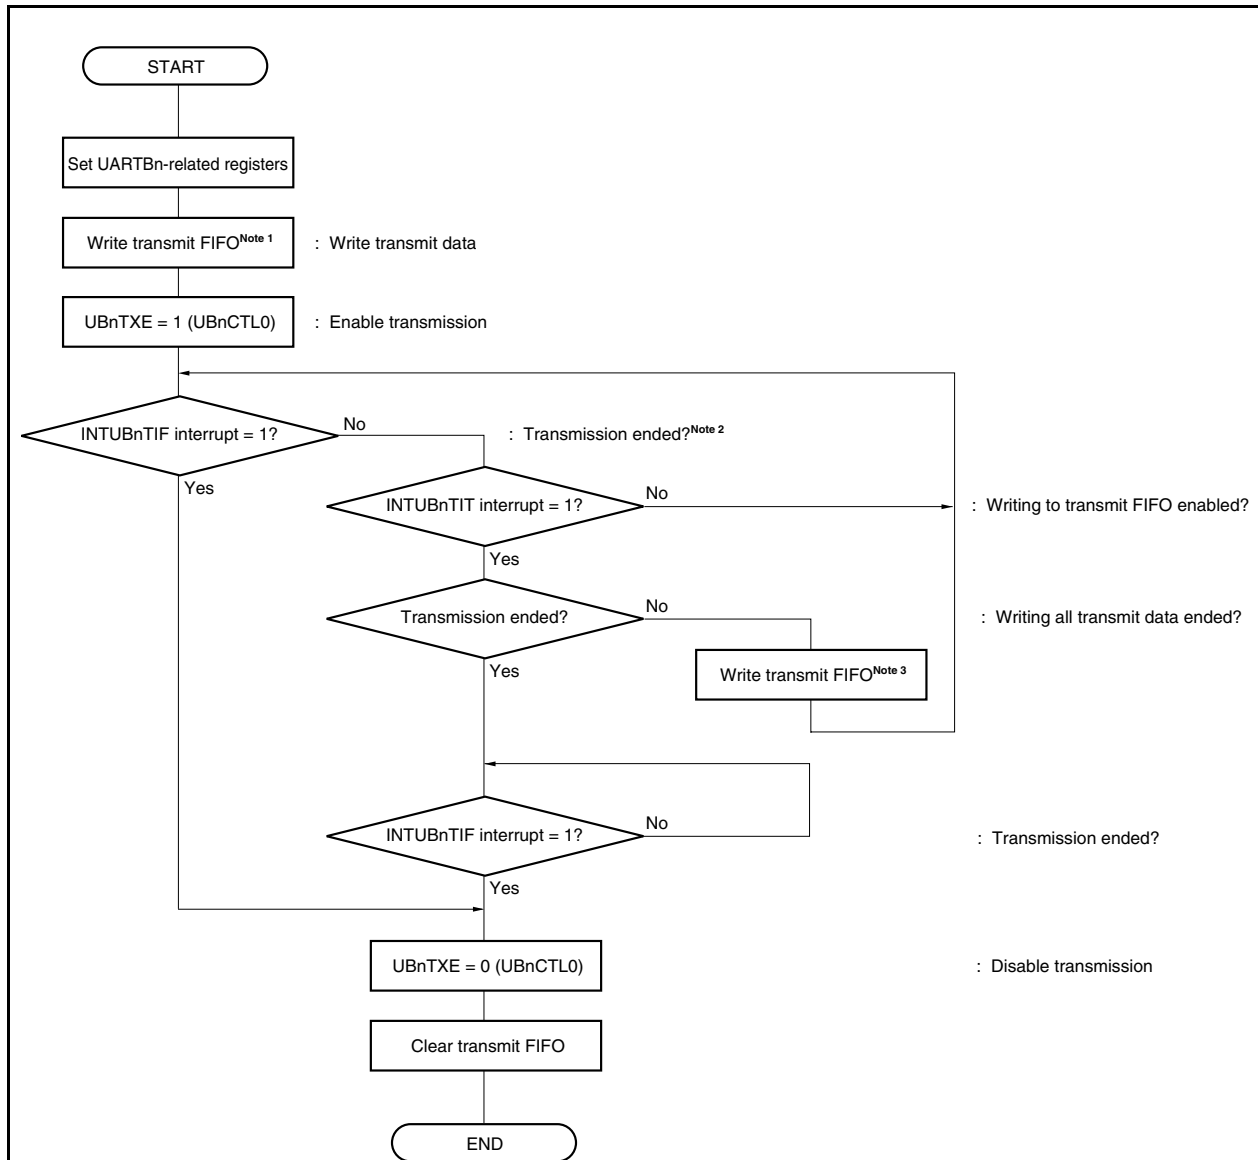 START
Set UARTBn-related registers
Write transmit FIFONote 1 : Write transmit data
UBnTXE = 1 (UBnCTL0) : Enable transmission
INTUBnTIF interrupt = 1? No : Transmission ended?Note 2
Yes
INTUBnTIT interrupt = 1? No : Writing to transmit FIFO enabled?
Yes
Transmission ended? No : Writing all transmit data ended?
Yes
Write transmit FIFONote 3
INTUBnTIF interrupt = 1? No : Transmission ended?
Yes
UBnTXE = 0 (UBnCTL0) : Disable transmission
Clear transmit FIFO
END